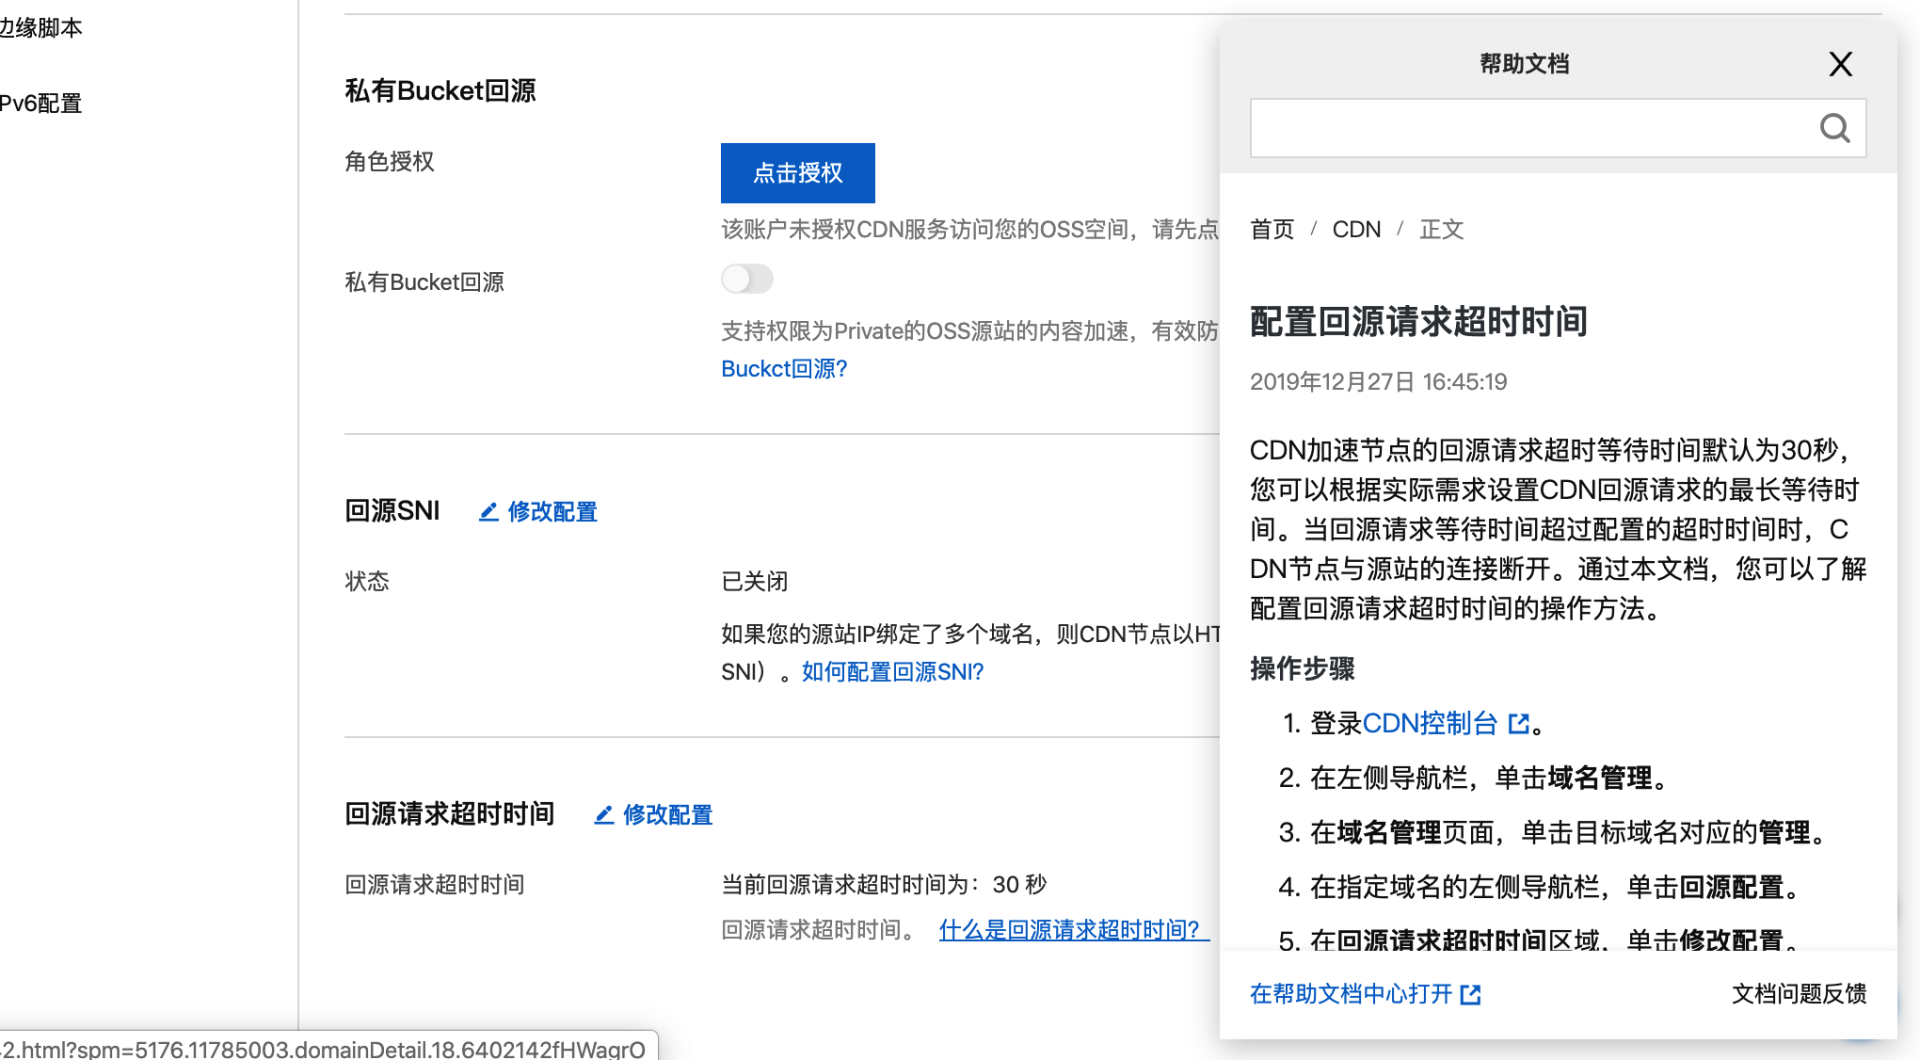 边缘脚本
Pv6配置
私有Bucket回源
角色授权
点击授权
该账户未授权CDN服务访问您的OSS空间，请先点
私有Bucket回源
支持权限为Private的OSS源站的内容加速，有效防
Buckct回源?
回源SNI
修改配置
状态
已关闭
如果您的源站IP绑定了多个域名，则CDN节点以HT
SNI）。如何配置回源SNI?
回源请求超时时间
修改配置
回源请求超时时间
当前回源请求超时时间为：30 秒
回源请求超时时间。 什么是回源请求超时时间?
2.html?spm=5176.11785003.domainDetail.18.6402142fHWagrO
帮助文档
X
首页 / CDN / 正文
配置回源请求超时时间
2019年12月27日 16:45:19
CDN加速节点的回源请求超时等待时间默认为30秒，
您可以根据实际需求设置CDN回源请求的最长等待时
间。当回源请求等待时间超过配置的超时时间时，C
DN节点与源站的连接断开。通过本文档，您可以了解
配置回源请求超时时间的操作方法。
操作步骤
1. 登录CDN控制台。
2. 在左侧导航栏，单击域名管理。
3. 在域名管理页面，单击目标域名对应的管理。
4. 在指定域名的左侧导航栏，单击回源配置。
5. 在回源请求超时时间区域，单击修改配置。
在帮助文档中心打开
文档问题反馈